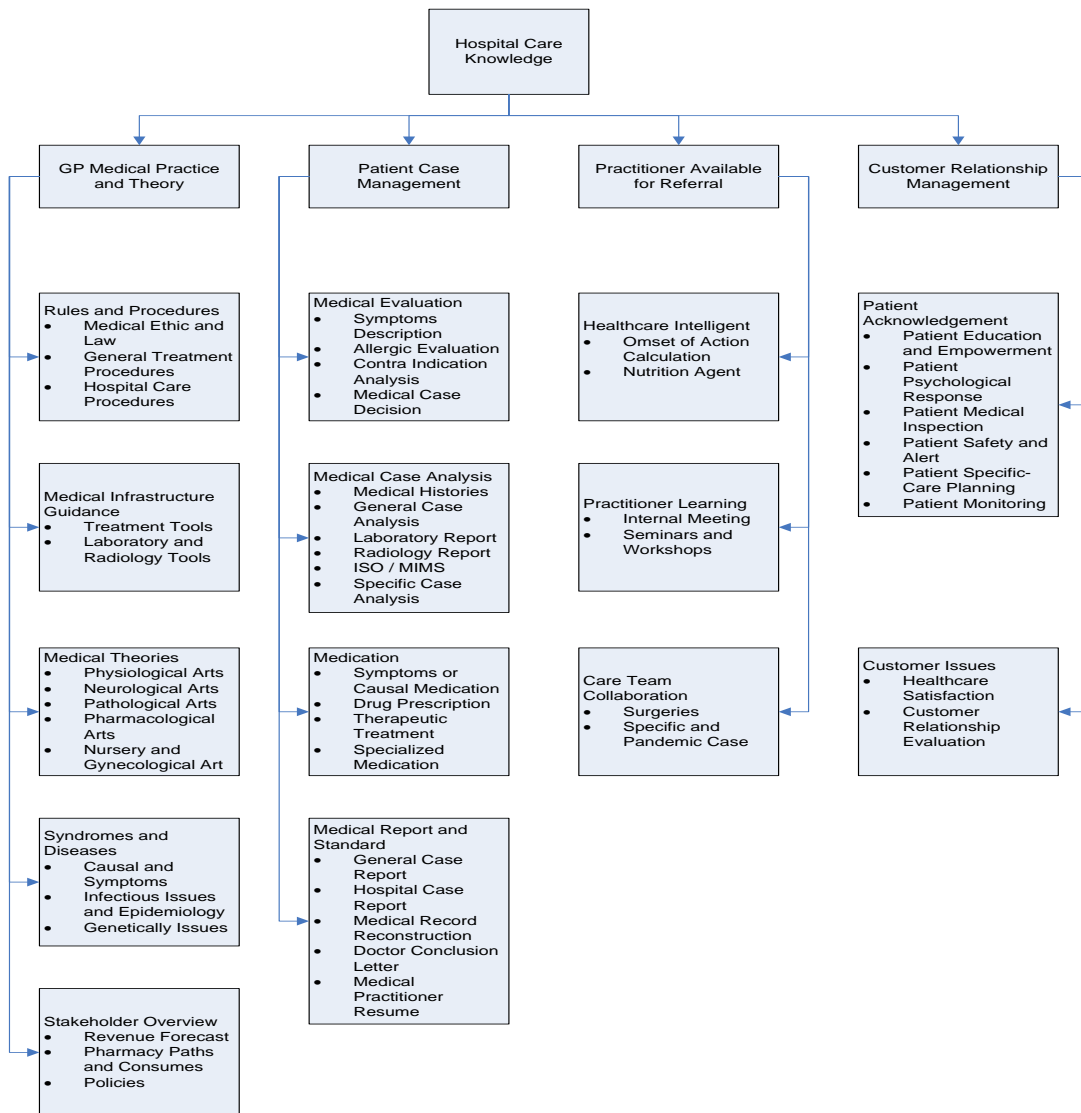 Hospital Care
Knowledge
GP Medical Practice
and Theory
Patient Case
Management
Practitioner Available
for Referral
Customer Relationship
Management
Rules and Procedures
• Medical Ethic and
Law
• General Treatment
Procedures
• Hospital Care
Procedures
Medical Evaluation
• Symptoms
Description
• Allergic Evaluation
• Contra Indication
Analysis
• Medical Case
Decision
Healthcare Intelligent
• Omset of Action
Calculation
• Nutrition Agent
Patient
Acknowledgement
• Patient Education
and Empowerment
• Patient
Psychological
Response
• Patient Medical
Inspection
• Patient Safety and
Alert
• Patient Specific-
Care Planning
• Patient Monitoring
Medical Infrastructure
Guidance
• Treatment Tools
• Laboratory and
Radiology Tools
Medical Case Analysis
• Medical Histories
• General Case
Analysis
• Laboratory Report
• Radiology Report
• ISO / MIMS
• Specific Case
Analysis
Practitioner Learning
• Internal Meeting
• Seminars and
Workshops
Medical Theories
• Physiological Arts
• Neurological Arts
• Pathological Arts
• Pharmacological
Arts
• Nursery and
Gynecological Art
Medication
• Symptoms or
Causal Medication
• Drug Prescription
• Therapeutic
Treatment
• Specialized
Medication
Care Team
Collaboration
• Surgeries
• Specific and
Pandemic Case
Customer Issues
• Healthcare
Satisfaction
• Customer
Relationship
Evaluation
Syndromes and
Diseases
• Causal and
Symptoms
• Infectious Issues
and Epidemiology
• Genetically Issues
Medical Report and
Standard
• General Case
Report
• Hospital Case
Report
• Medical Record
Reconstruction
• Doctor Conclusion
Letter
• Medical
Practitioner
Resume
Stakeholder Overview
• Revenue Forecast
• Pharmacy Paths
and Consumes
• Policies